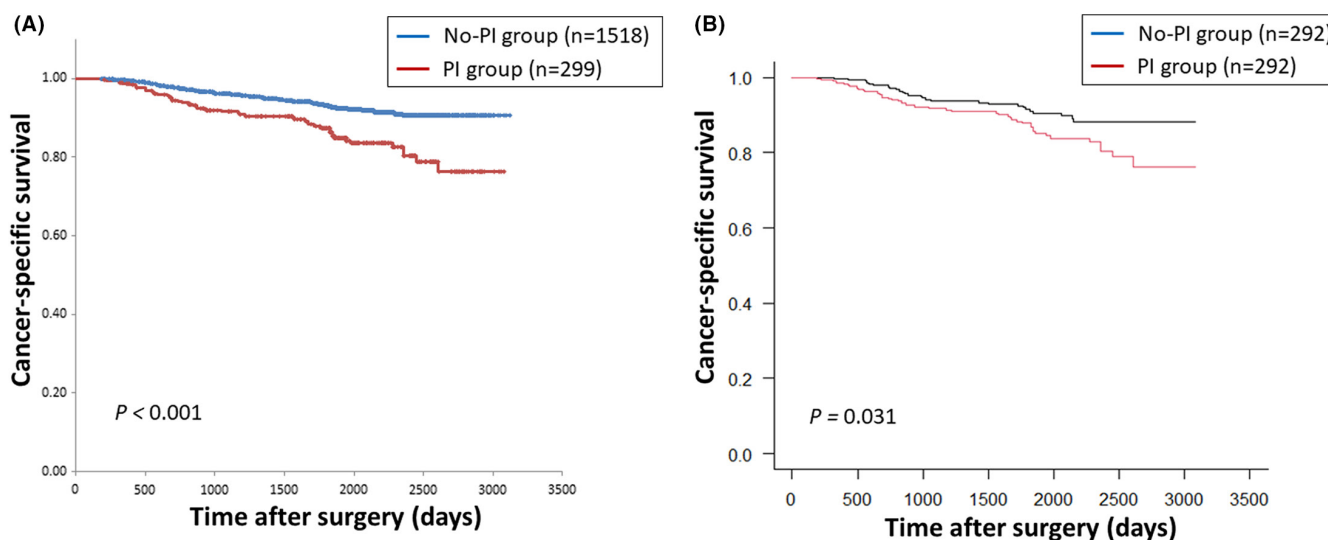 (A)
No-PI group (n=1518)
PI group (n=299)
1.00
0.80
0.60
0.40
0.20
0.00
Cancer-specific survival
P < 0.001
0 500 1000 1500 2000 2500 3000 3500
Time after surgery (days)
(B)
No-PI group (n=292)
PI group (n=292)
1.0
0.8
0.6
0.4
0.2
0.0
Cancer-specific survival
P = 0.031
0 500 1000 1500 2000 2500 3000 3500
Time after surgery (days)